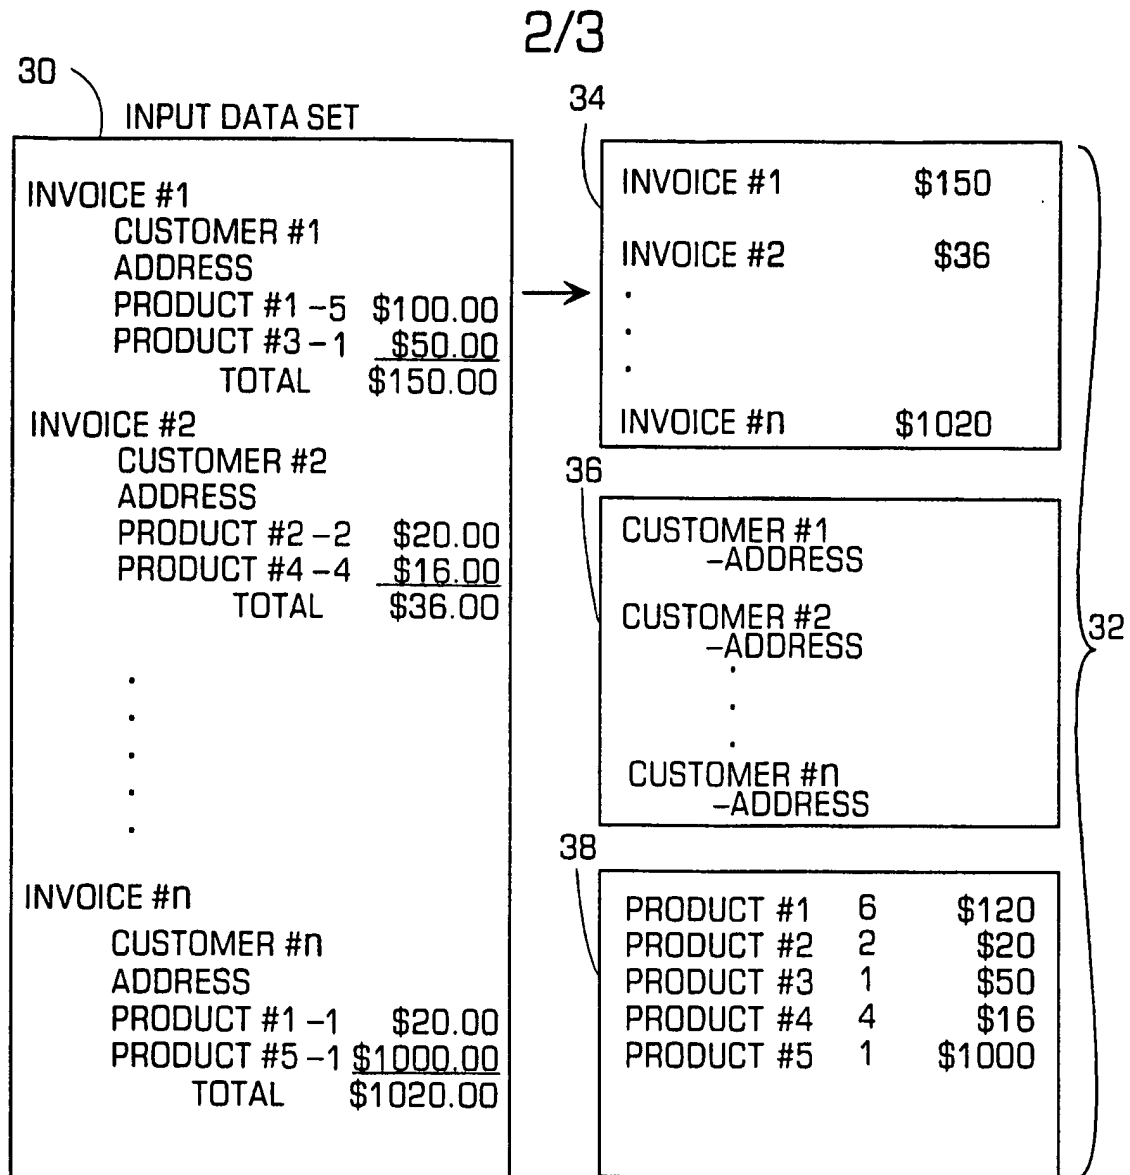 2/3
30
INPUT DATA SET
INVOICE #1
CUSTOMER #1
ADDRESS
PRODUCT #1 –5 $100.00
PRODUCT #3 – 1 $50.00
TOTAL $150.00
INVOICE #2
CUSTOMER #2
ADDRESS
PRODUCT #2 –2 $20.00
PRODUCT #4 –4 $16.00
TOTAL $36.00
.
.
.
.
.
INVOICE #n
CUSTOMER #n
ADDRESS
PRODUCT #1 –1 $20.00
PRODUCT #5 –1 $1000.00
TOTAL $1020.00
34
INVOICE #1 $150
INVOICE #2 $36
.
.
.
INVOICE #n $1020
36
CUSTOMER #1
–ADDRESS
CUSTOMER #2
–ADDRESS
.
.
.
CUSTOMER #n
–ADDRESS
32
38
PRODUCT #1 6 $120
PRODUCT #2 2 $20
PRODUCT #3 1 $50
PRODUCT #4 4 $16
PRODUCT #5 1 $1000